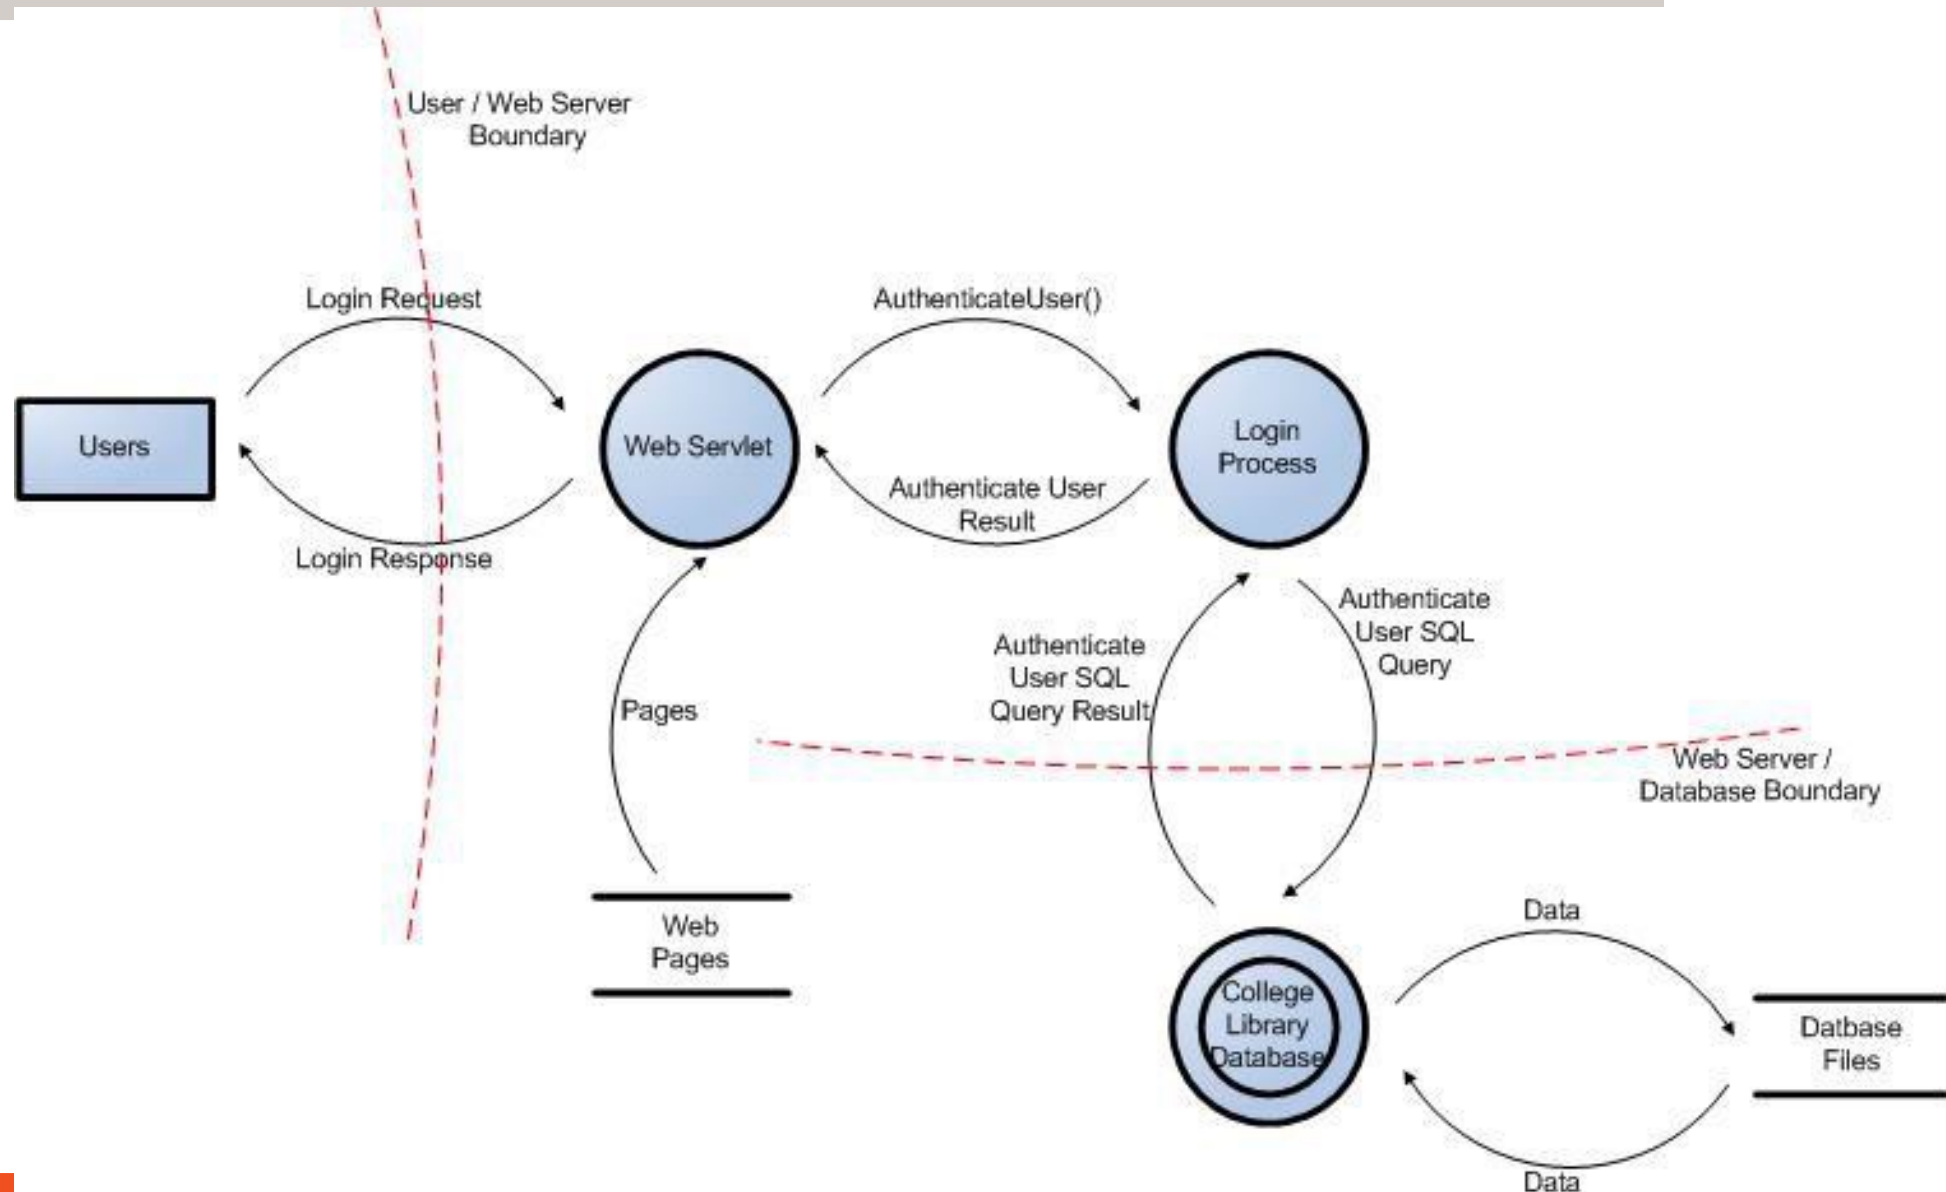 User / Web Server
Boundary
Login Request
AuthenticateUser()
Users
Web Servlet
Login
Process
Authenticate User
Result
Login Response
Authenticate
User SQL
Query
Authenticate
User SQL
Query Result
Pages
Web Server /
Database Boundary
Web
Pages
Data
College
Library
Database
Datbase
Files
Data